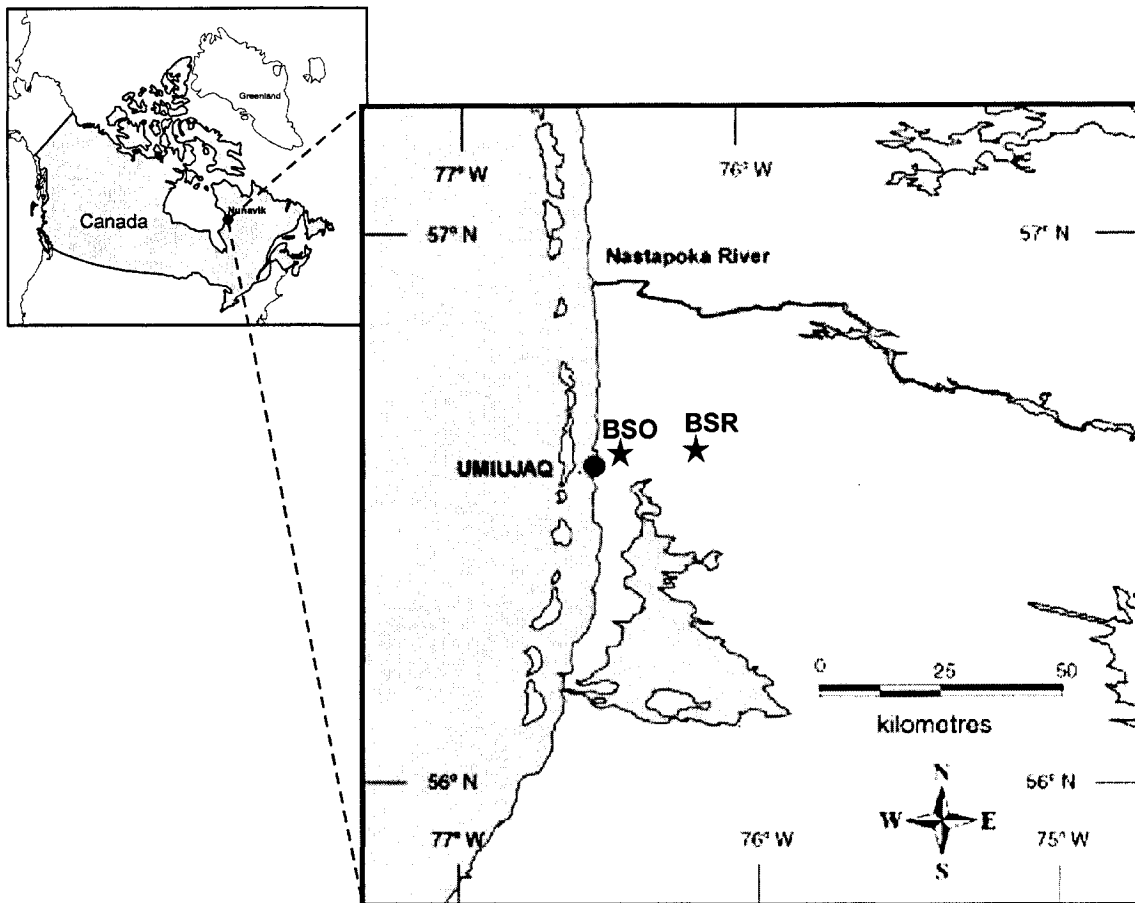 Greenland
Canada
Nunavik
77° W
76° W
57° N
57° N
Nastapoka River
BSO
BSR
UMIUJAQ
0
25
50
kilometres
56° N
56° N
N
W
E
S
77° W
76° W
75° W